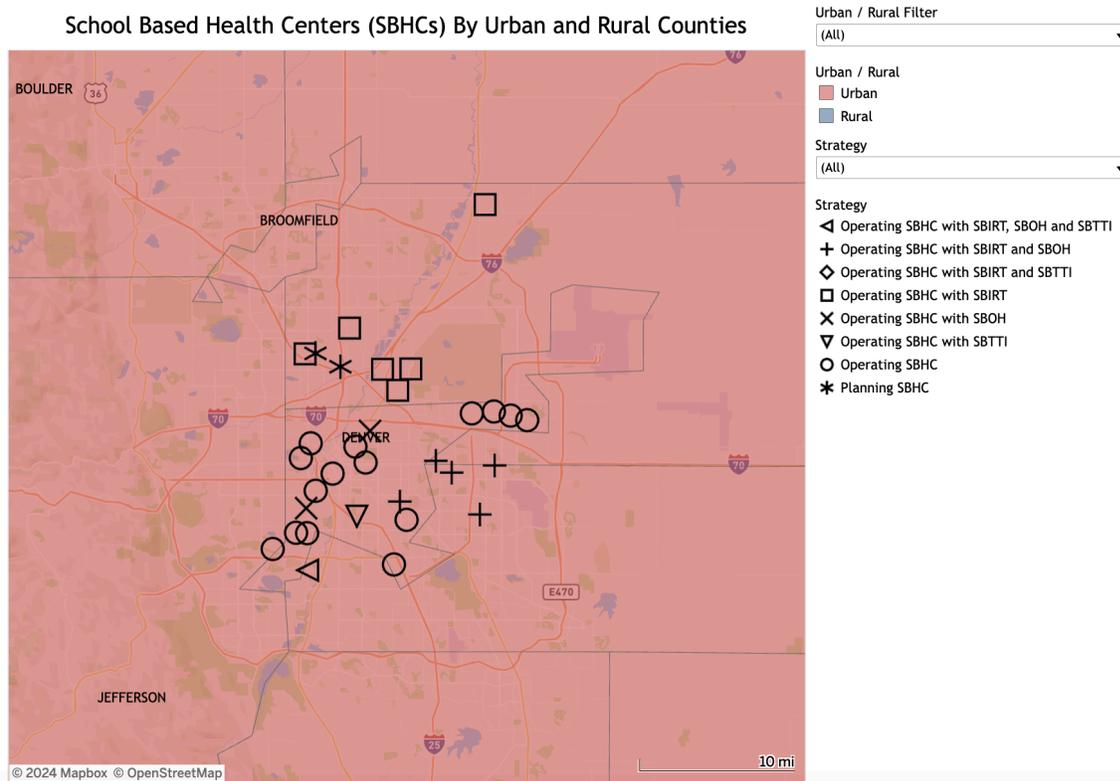 School Based Health Centers (SBHCs) By Urban and Rural Counties
BOULDER
36
76
BROOMFIELD
76
70
70
DENVER
70
E470
JEFFERSON
25
10 mi
© 2024 Mapbox © OpenStreetMap
Urban / Rural Filter
(All)
Urban / Rural
Urban
Rural
Strategy
(All)
Strategy
Operating SBHC with SBIRT, SBOH and SBTTI
Operating SBHC with SBIRT and SBOH
Operating SBHC with SBIRT and SBTTI
Operating SBHC with SBIRT
Operating SBHC with SBOH
Operating SBHC with SBTTI
Operating SBHC
Planning SBHC